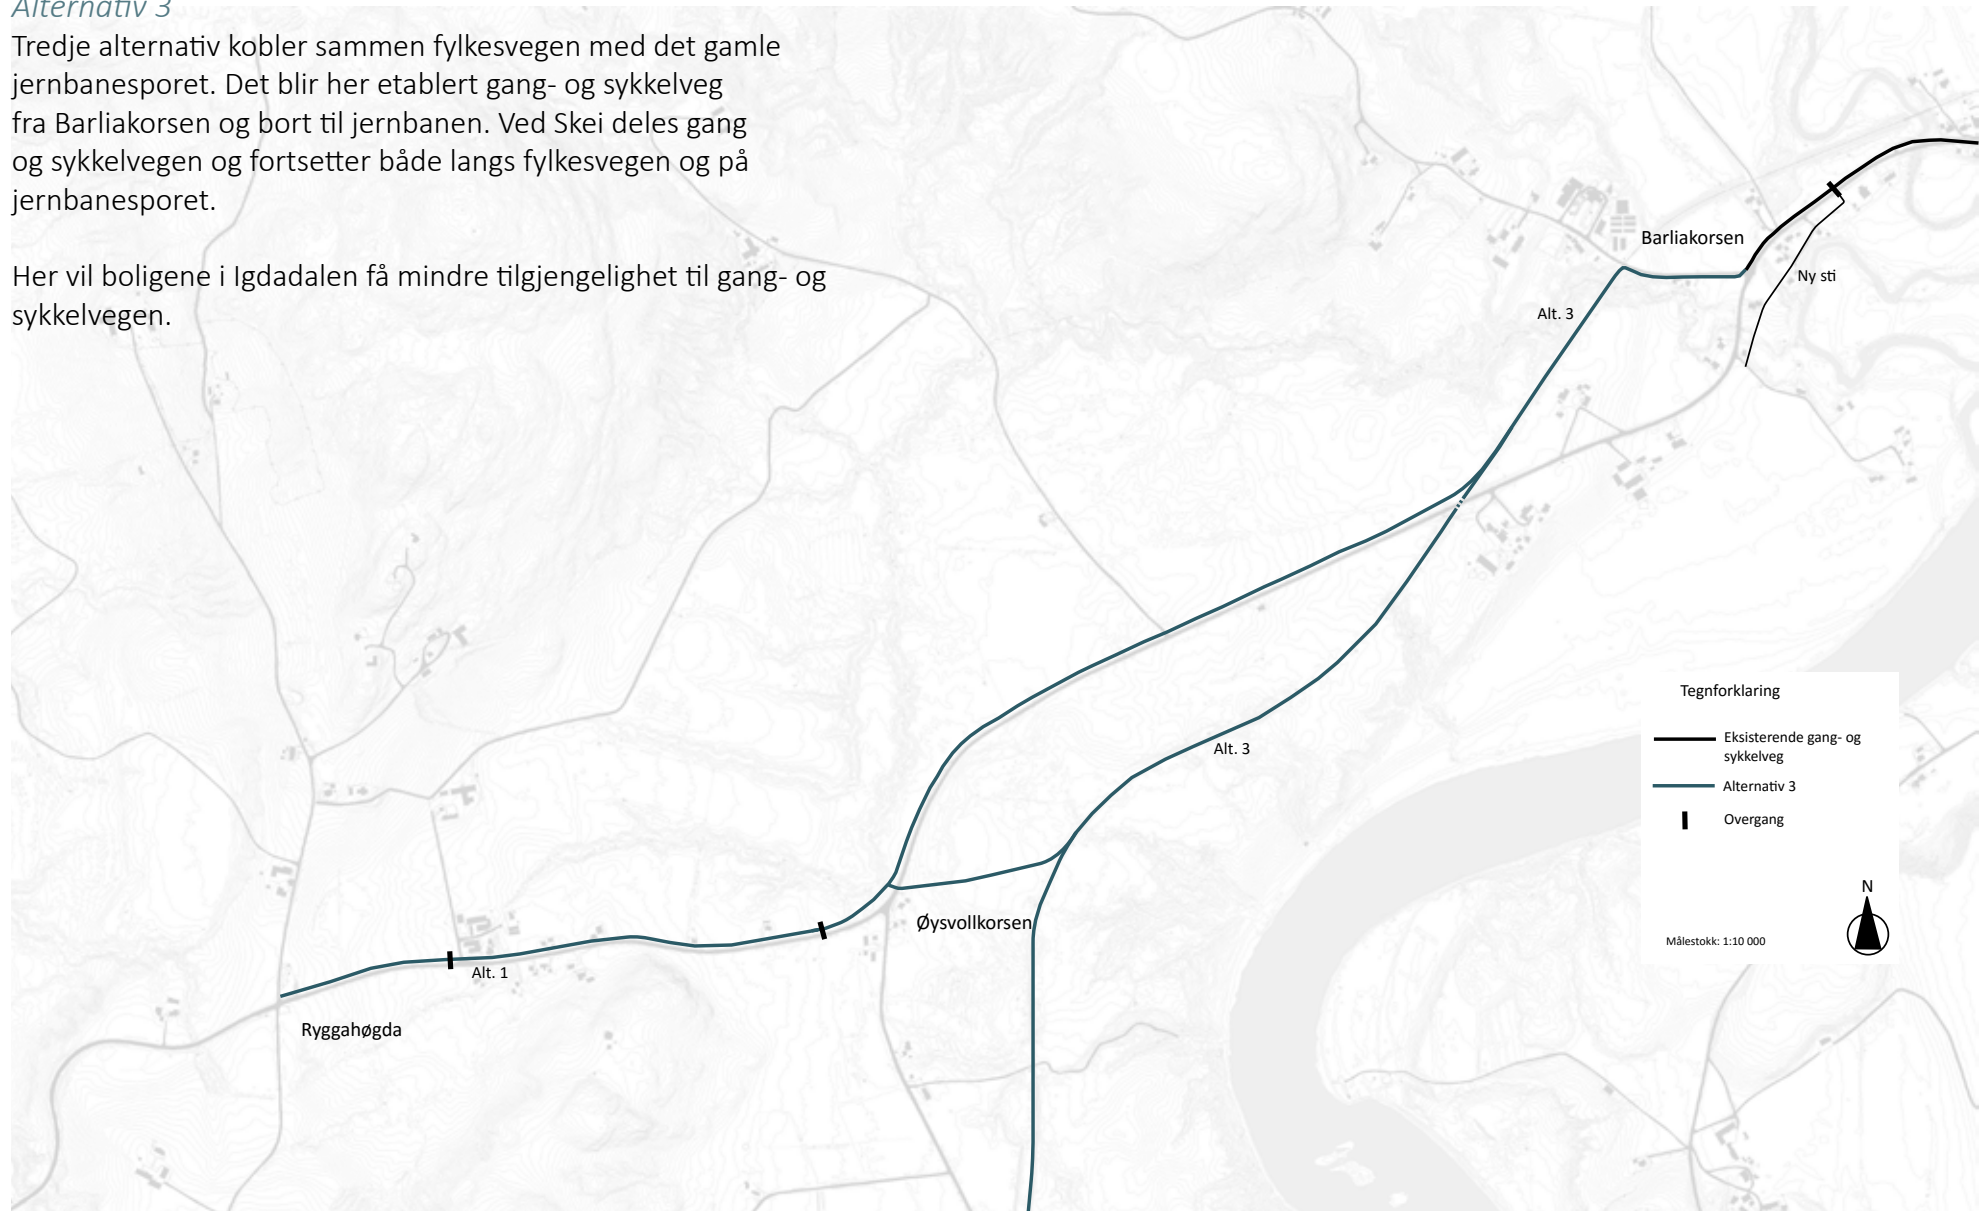 Alternativ 3
Tredje alternativ kobler sammen fylkesvegen med det gamle
jernbanesporet. Det blir her etablert gang- og sykkelveg
fra Barliakorsen og bort til jernbanen. Ved Skei deles gang
og sykkelvegen og fortsetter både langs fylkesvegen og på
jernbanesporet.
Her vil boligene i Igdadalen få mindre tilgjengelighet til gang- og
sykkelvegen.
Barliakorsen
Ny sti
Alt. 3
Alt. 3
Øysvollkorsen
Alt. 1
Ryggahøgda
Tegnforklaring
Eksisterende gang- og
sykkelveg
Alternativ 3
Overgang
N
Målestokk: 1:10 000